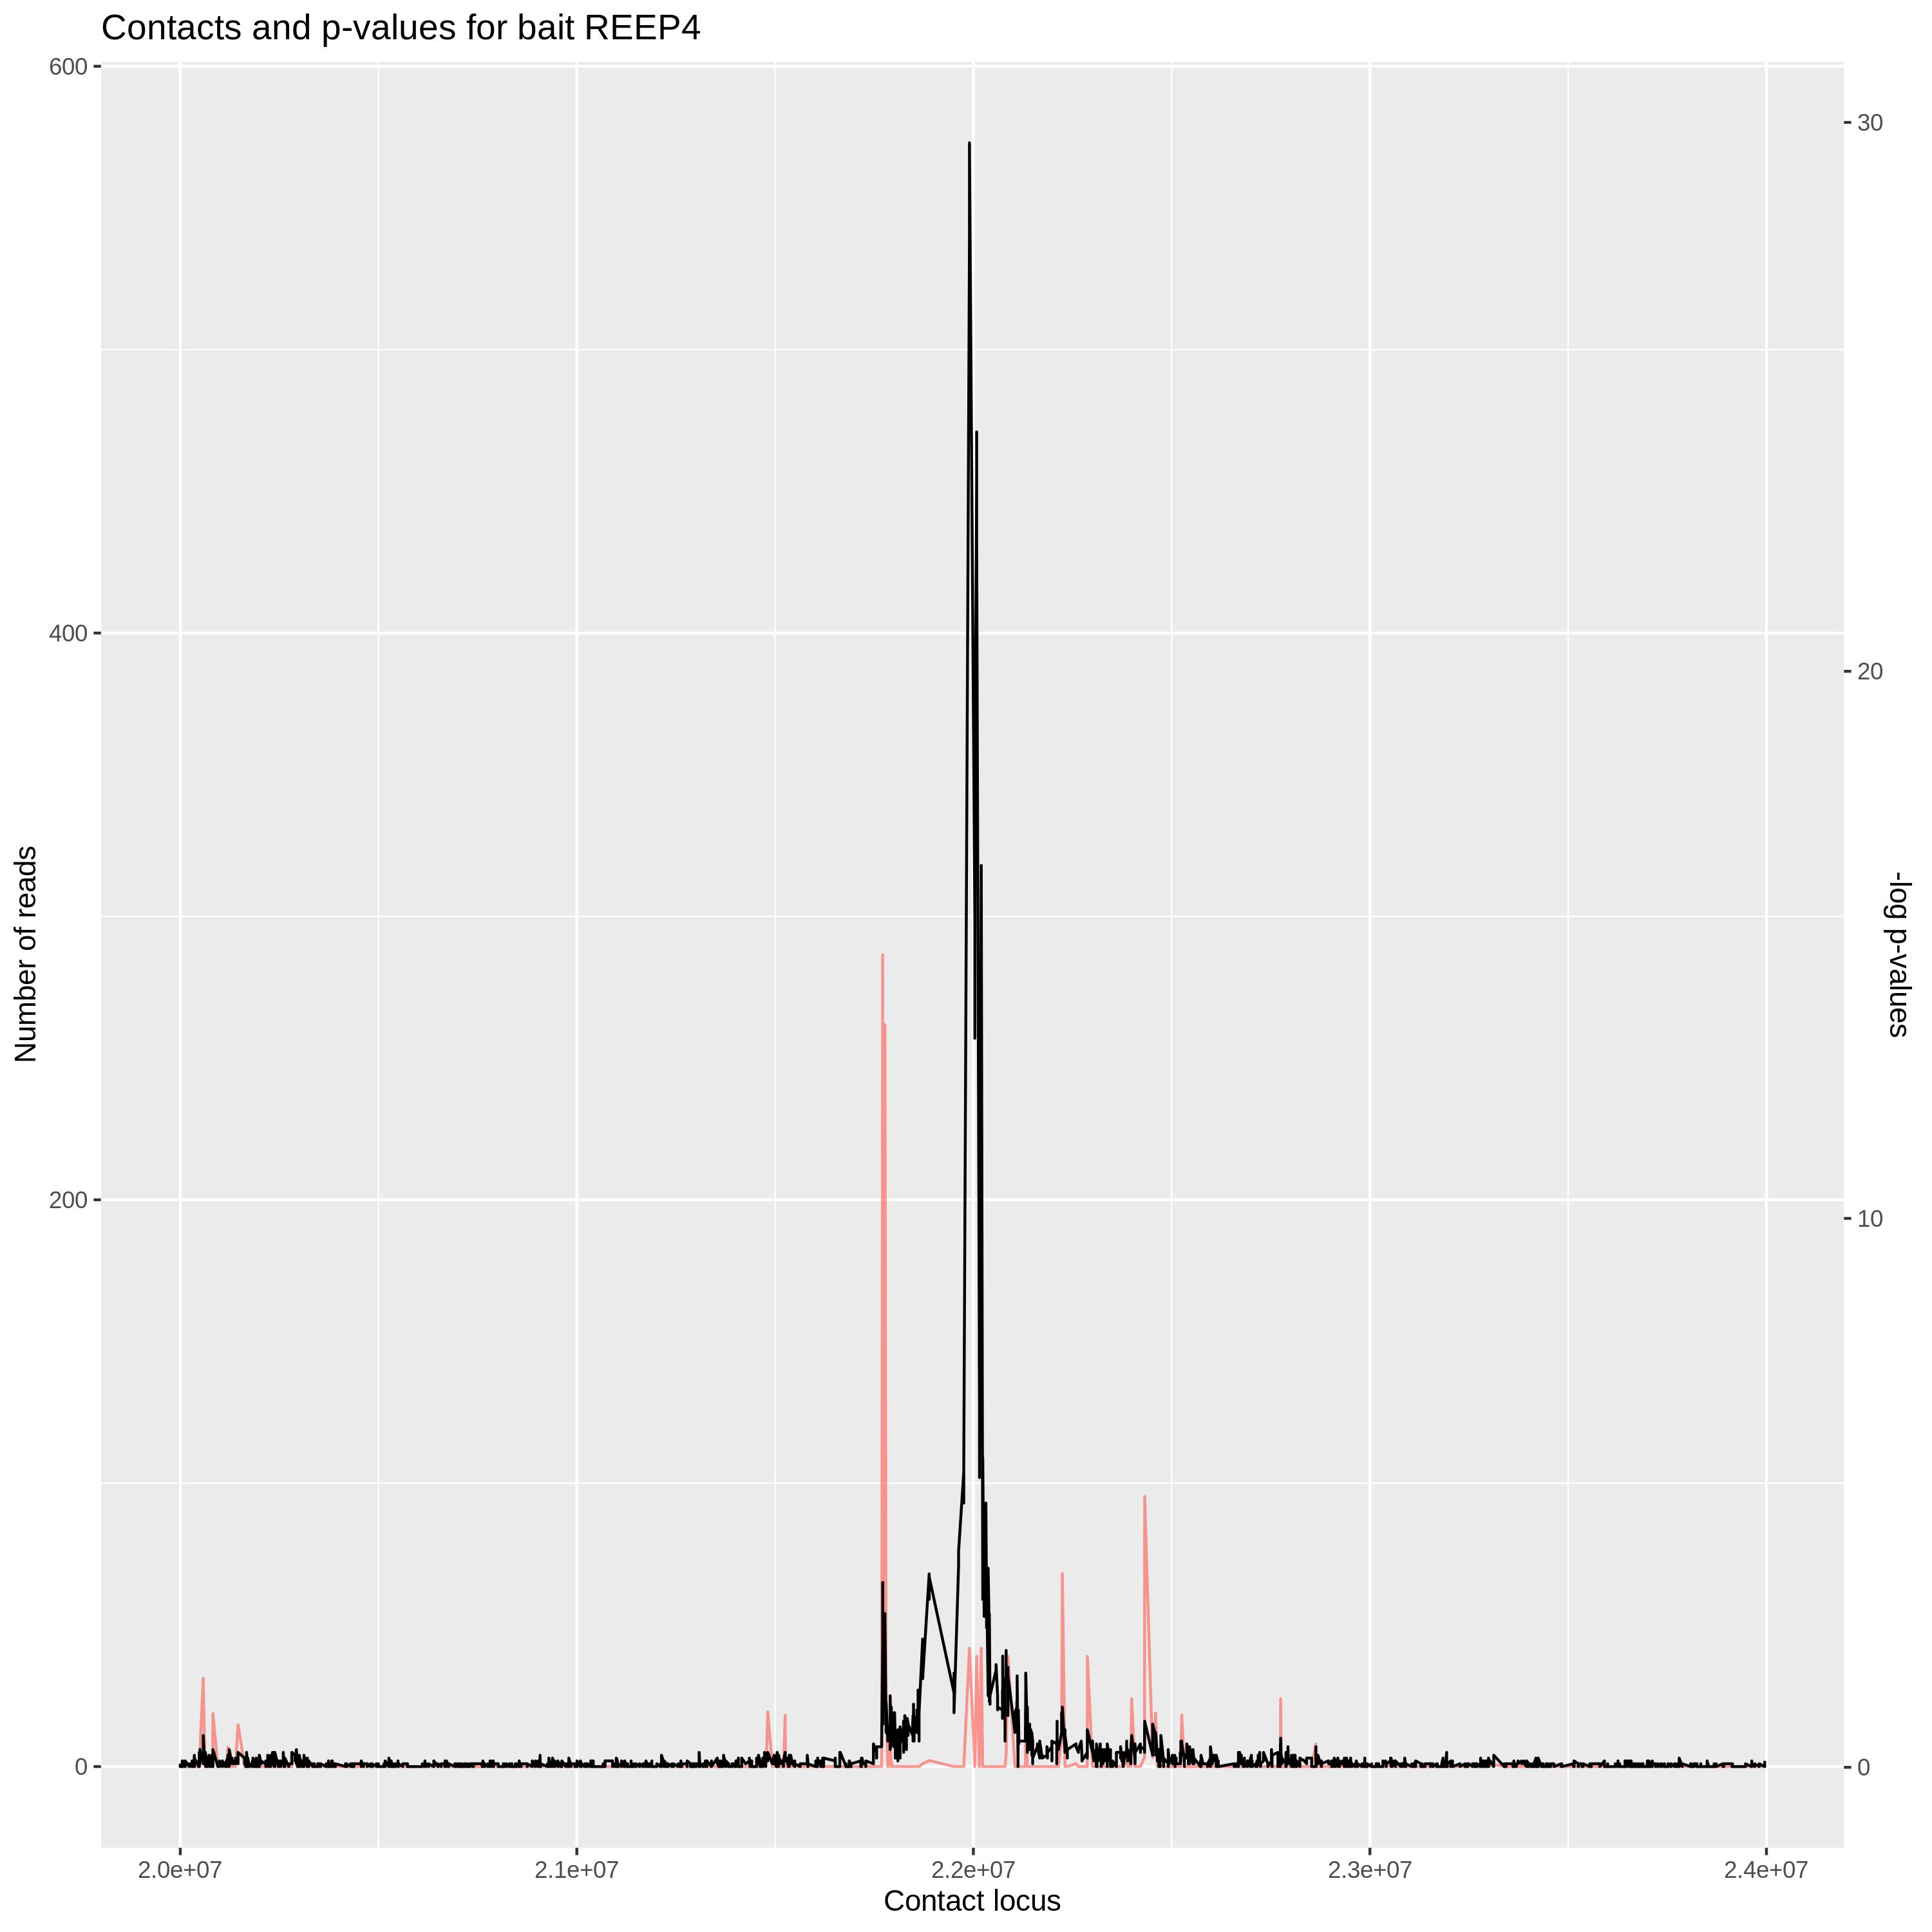 Contacts and p-values for bait REEP4
600
400
200
0
Number of reads
30
20
10
0
-log p-values
2.0e+07
2.1e+07
2.2e+07
2.3e+07
2.4e+07
Contact locus